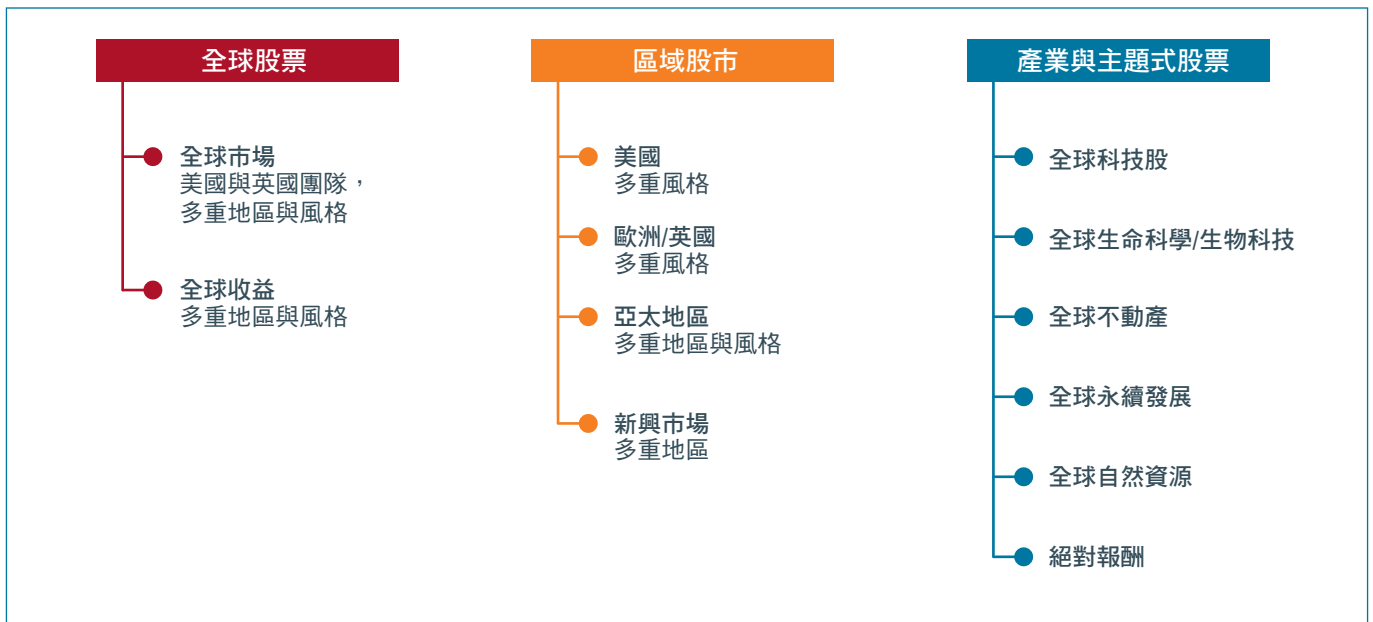 全球股票
全球市場
美國與英國團隊，
多重地區與風格
全球收益
多重地區與風格
區域股市
美國
多重風格
歐洲/英國
多重風格
亞太地區
多重地區與風格
新興市場
多重地區
產業與主題式股票
全球科技股
全球生命科學/生物科技
全球不動產
全球永續發展
全球自然資源
絕對報酬